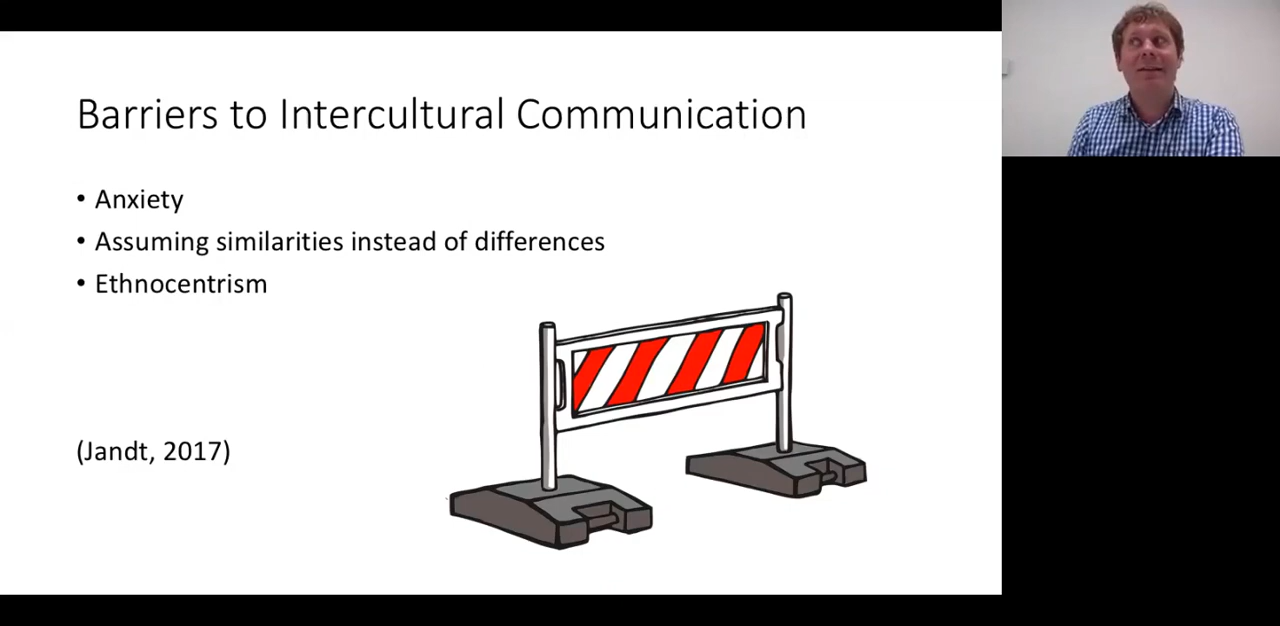 Barriers to Intercultural Communication
• Anxiety
• Assuming similarities instead of differences
• Ethnocentrism
(Jandt, 2017)